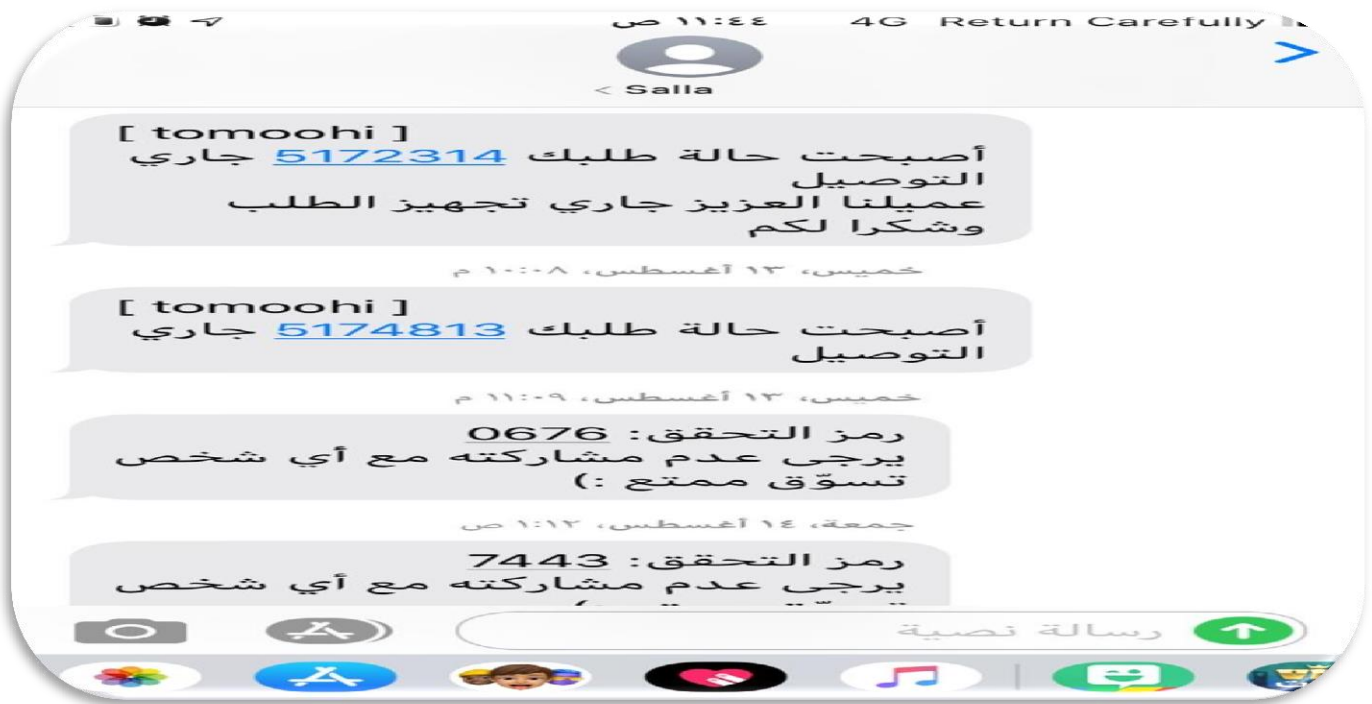 ١١:٤٤ ص
4G Return Carefully
Salla
[ tomoohi ]
أصبحت حالة طلبك 5172314 جاري
التوصيل
عميلنا العزيز جاري تجهيز الطلب
وشكرا لكم
خميس، ١٣ أغسطس، ١٠:٠٨ م
[ tomoohi ]
أصبحت حالة طلبك 5174813 جاري
التوصيل
خميس، ١٣ أغسطس، ١١:٠٩ م
رمز التحقق: 0676
يرجى عدم مشاركته مع أي شخص
تسوّق ممتع :)
جمعة، ١٤ أغسطس، ١:١٢ ص
رمز التحقق: 7443
يرجى عدم مشاركته مع أي شخص
رسالة نصية